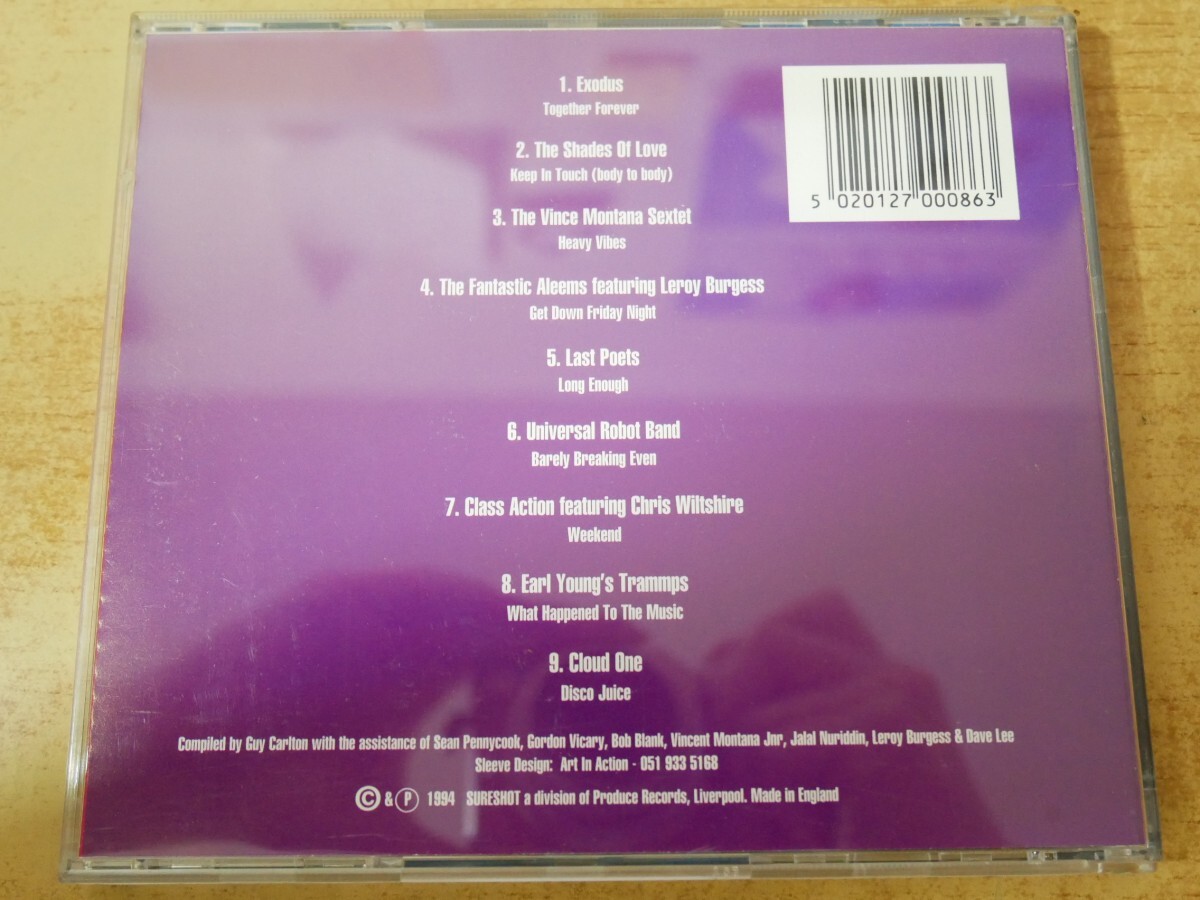 1. Exodus
Together Forever
2. The Shades Of Love
Keep In Touch (body to body)
3. The Vince Montana Sextet
Heavy Vibes
4. The Fantastic Aleems featuring Leroy Burgess
Get Down Friday Night
5. Last Poets
Long Enough
6. Universal Robot Band
Barely Breaking Even
7. Class Action featuring Chris Wiltshire
Weekend
8. Earl Young's Trammps
What Happened To The Music
9. Cloud One
Disco Juice
5 020127 000863
Compiled by Guy Carlton with the assistance of Sean Pennycook, Gordon Vicary, Bob Blank, Vincent Montana Jnr, Jalal Nuriddin, Leroy Burgess & Dave Lee
Sleeve Design: Art In Action - 051 933 5168
© & ℗ 1994 SURESHOT a division of Produce Records, Liverpool. Made in England